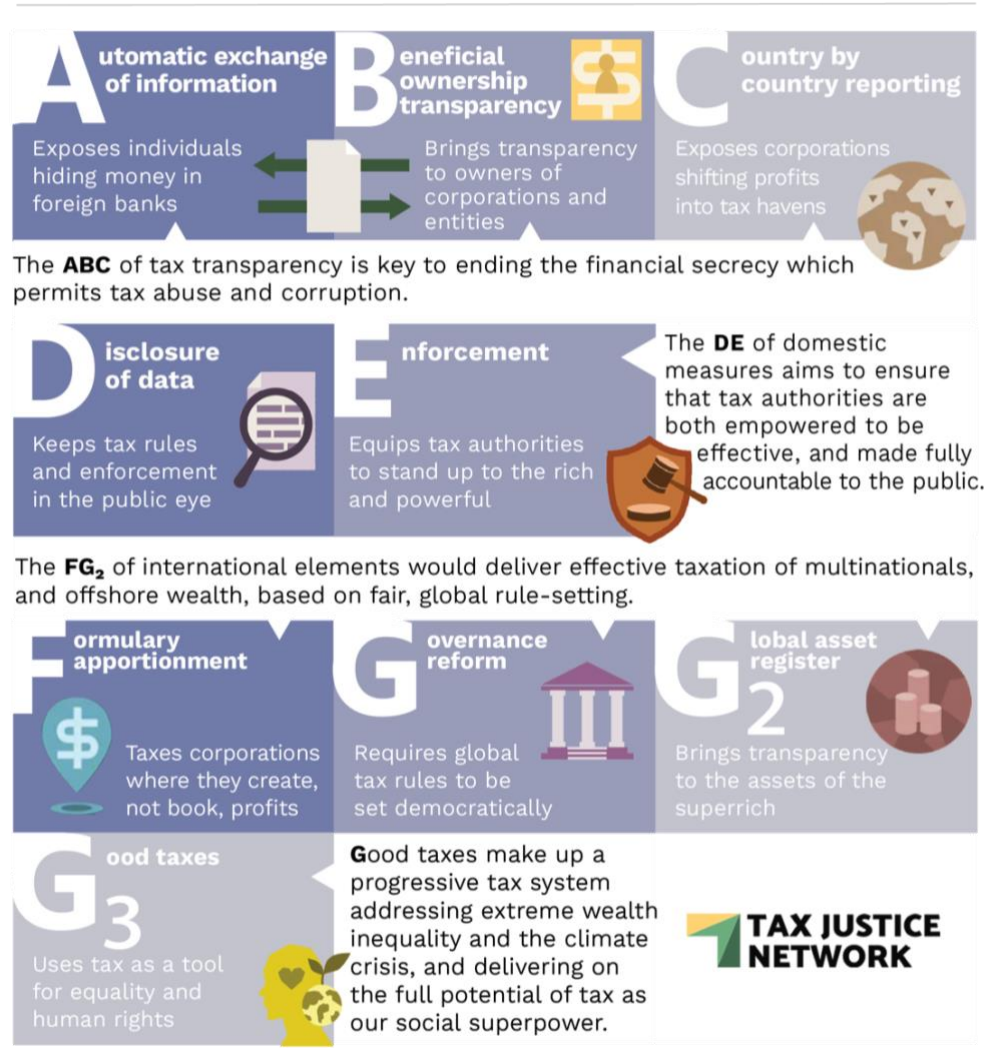 Automatic exchange
of information
Exposes individuals
hiding money in
foreign banks
Beneficial
ownership
transparency
Brings transparency
to owners of
corporations and
entities
Country by
country reporting
Exposes corporations
shifting profits
into tax havens
The ABC of tax transparency is key to ending the financial secrecy which
permits tax abuse and corruption.
Disclosure
of data
Keeps tax rules
and enforcement
in the public eye
Enforcement
Equips tax authorities
to stand up to the rich
and powerful
The DE of domestic
measures aims to ensure
that tax authorities are
both empowered to be
effective, and made fully
accountable to the public.
The FG₂ of international elements would deliver effective taxation of multinationals,
and offshore wealth, based on fair, global rule-setting.
Formulary
apportionment
$
Taxes corporations
where they create,
not book, profits
Governance
reform
Requires global
tax rules to be
set democratically
Global asset
register
2
Brings transparency
to the assets of the
superrich
Good taxes
3
Uses tax as a tool
for equality and
human rights
Good taxes make up a
progressive tax system
addressing extreme wealth
inequality and the climate
crisis, and delivering on
the full potential of tax as
our social superpower.
TAX JUSTICE
NETWORK